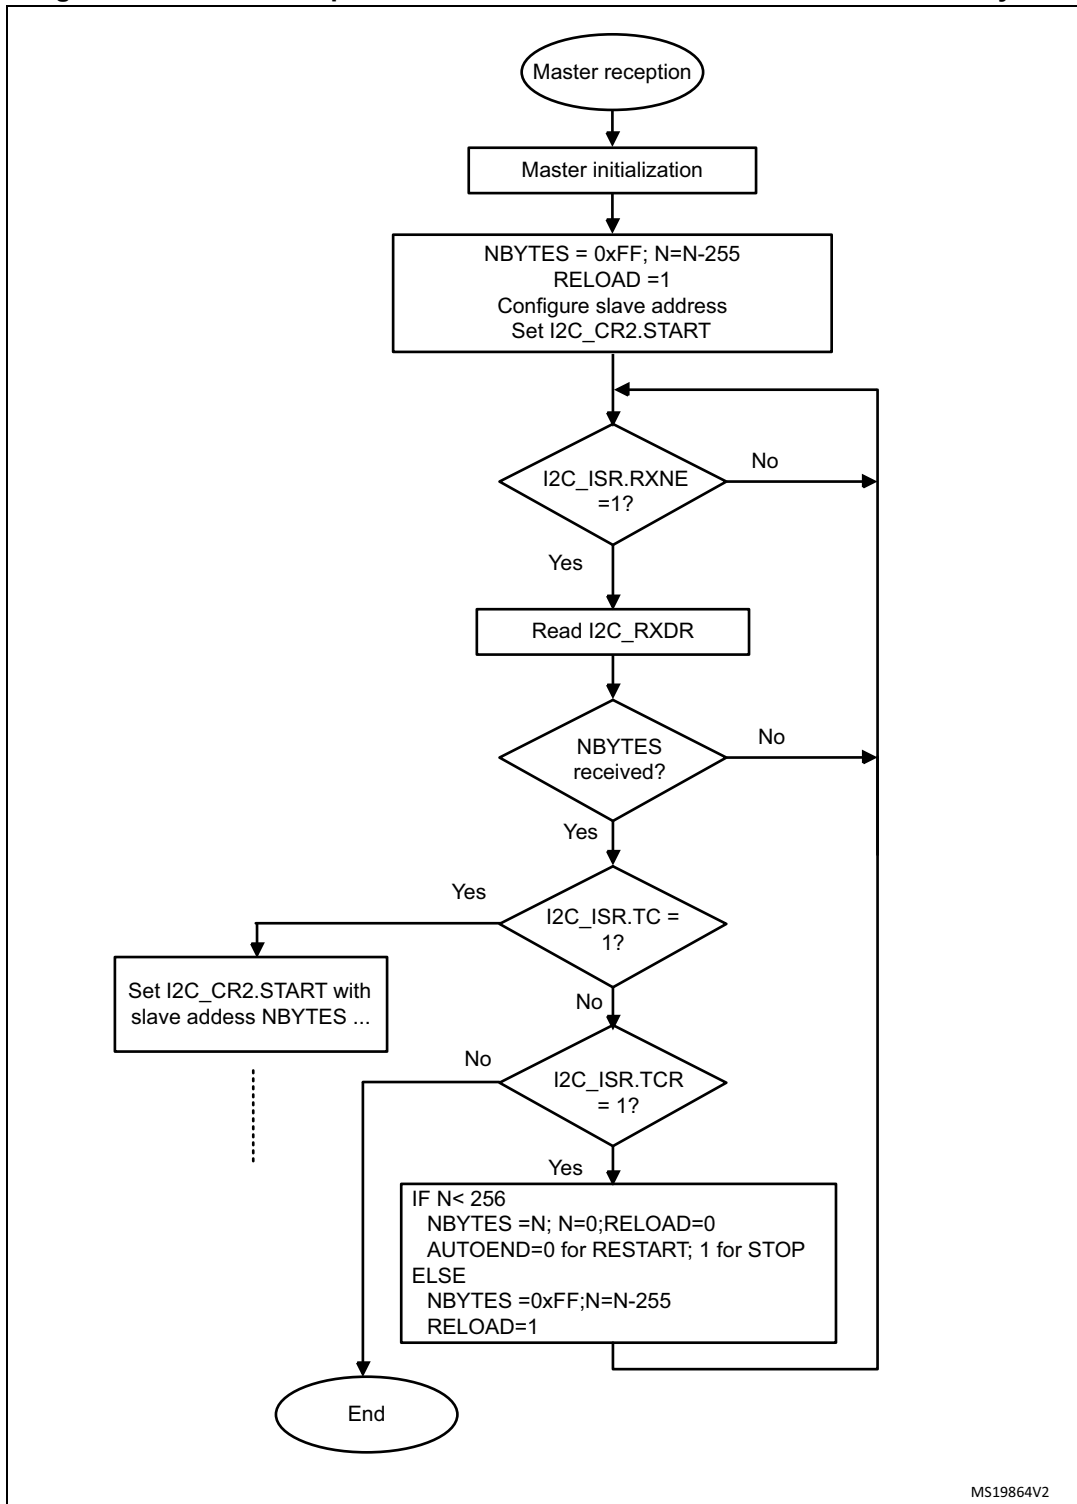 Master reception
Master initialization
NBYTES = 0xFF; N=N-255
RELOAD =1
Configure slave address
Set I2C_CR2.START
I2C_ISR.RXNE
=1?
No
Yes
Read I2C_RXDR
NBYTES
received?
No
Yes
I2C_ISR.TC =
1?
Yes
Set I2C_CR2.START with
slave addess NBYTES ...
No
I2C_ISR.TCR
= 1?
No
Yes
IF N< 256
NBYTES =N; N=0;RELOAD=0
AUTOEND=0 for RESTART; 1 for STOP
ELSE
NBYTES =0xFF;N=N-255
RELOAD=1
End
MS19864V2